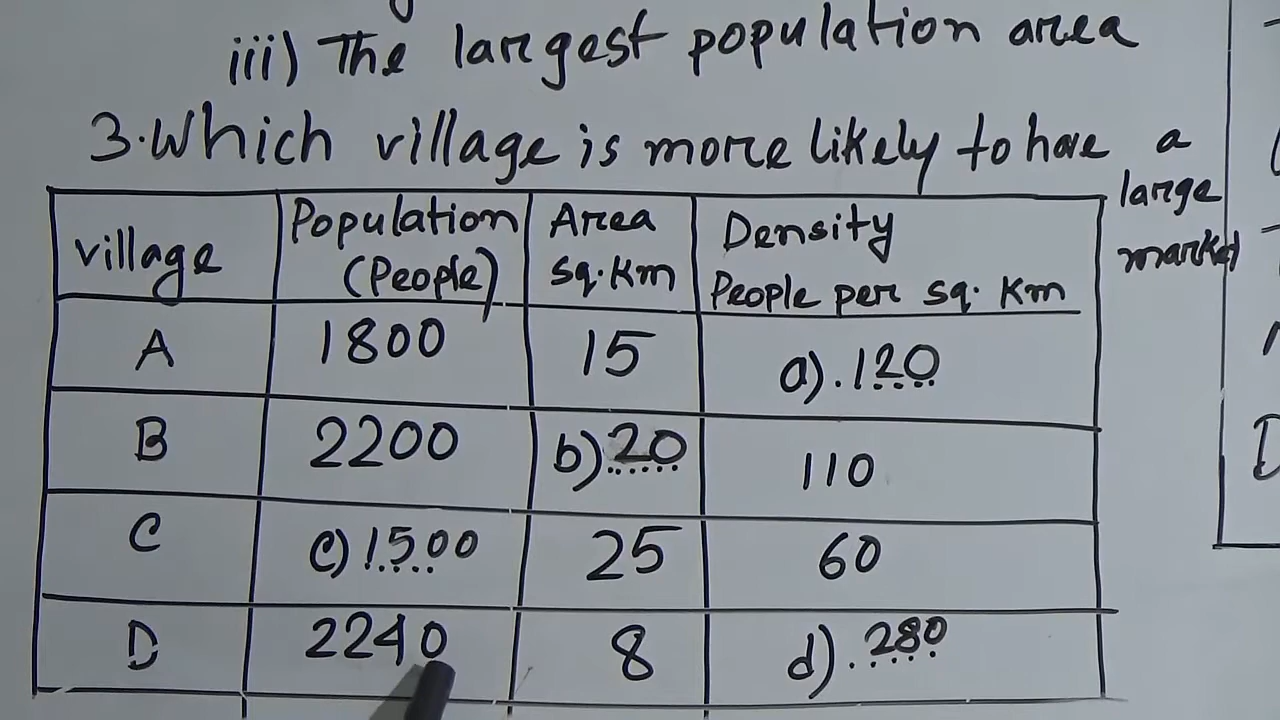 iii) The largest population area
3. Which village is more likely to have a
large
market
village Population (People) Area sq. Km Density People per sq. Km
A 1800 15 a). 120
B 2200 b) 20 110
C c) 1500 25 60
D 2240 8 d). 280